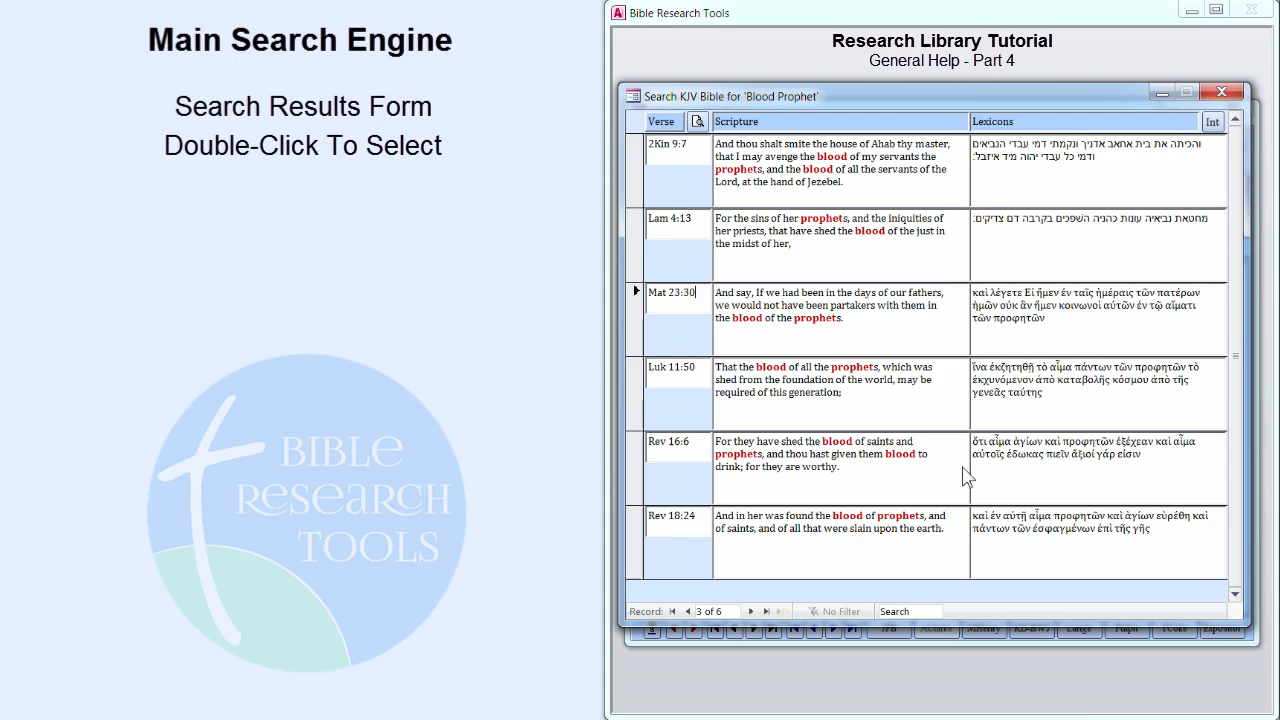 Main Search Engine
Search Results Form
Double-Click To Select
BIBLE
RESEARCH
TOOLS
Bible Research Tools
Research Library Tutorial
General Help - Part 4
Search KJV Bible for 'Blood Prophet'
Verse Scripture Lexicons Int
2Kin 9:7
And thou shalt smite the house of Ahab thy master,
that I may avenge the blood of my servants the
prophets, and the blood of all the servants of the
Lord, at the hand of Jezebel.
והכיתה את בית אחאב אדניך ונקמתי דמי עבדי הנביאים
ודמי כל עבדי יהוה מיד איזבל׃
Lam 4:13
For the sins of her prophets, and the iniquities of
her priests, that have shed the blood of the just in
the midst of her,
מחטאת נביאיה עונות כהניה השפכים בקרבה דם צדיקים׃
Mat 23:30
And say, If we had been in the days of our fathers,
we would not have been partakers with them in
the blood of the prophets.
καὶ λέγετε Εἰ ἤμεν ἐν ταῖς ἡμέραις τῶν πατέρων
ἡμῶν οὐκ ἂν ἤμεν κοινωνοὶ αὐτῶν ἐν τῷ αἵματι
τῶν προφητῶν
Luk 11:50
That the blood of all the prophets, which was
shed from the foundation of the world, may be
required of this generation;
ἵνα ἐκζητηθῇ τὸ αἷμα πάντων τῶν προφητῶν τὸ
ἐκχυνόμενον ἀπὸ καταβολῆς κόσμου ἀπὸ τῆς
γενεᾶς ταύτης
Rev 16:6
For they have shed the blood of saints and
prophets, and thou hast given them blood to
drink; for they are worthy.
ὅτι αἷμα ἁγίων καὶ προφητῶν ἐξέχεαν καὶ αἷμα
αὐτοῖς ἔδωκας πιεῖν ἄξιοί γάρ εἰσιν
Rev 18:24
And in her was found the blood of prophets, and
of saints, and of all that were slain upon the earth.
καὶ ἐν αὐτῇ αἷμα προφητῶν καὶ ἁγίων εὑρέθη καὶ
πάντων τῶν ἐσφαγμένων ἐπὶ τῆς γῆς
Record: 3 of 6 No Filter Search